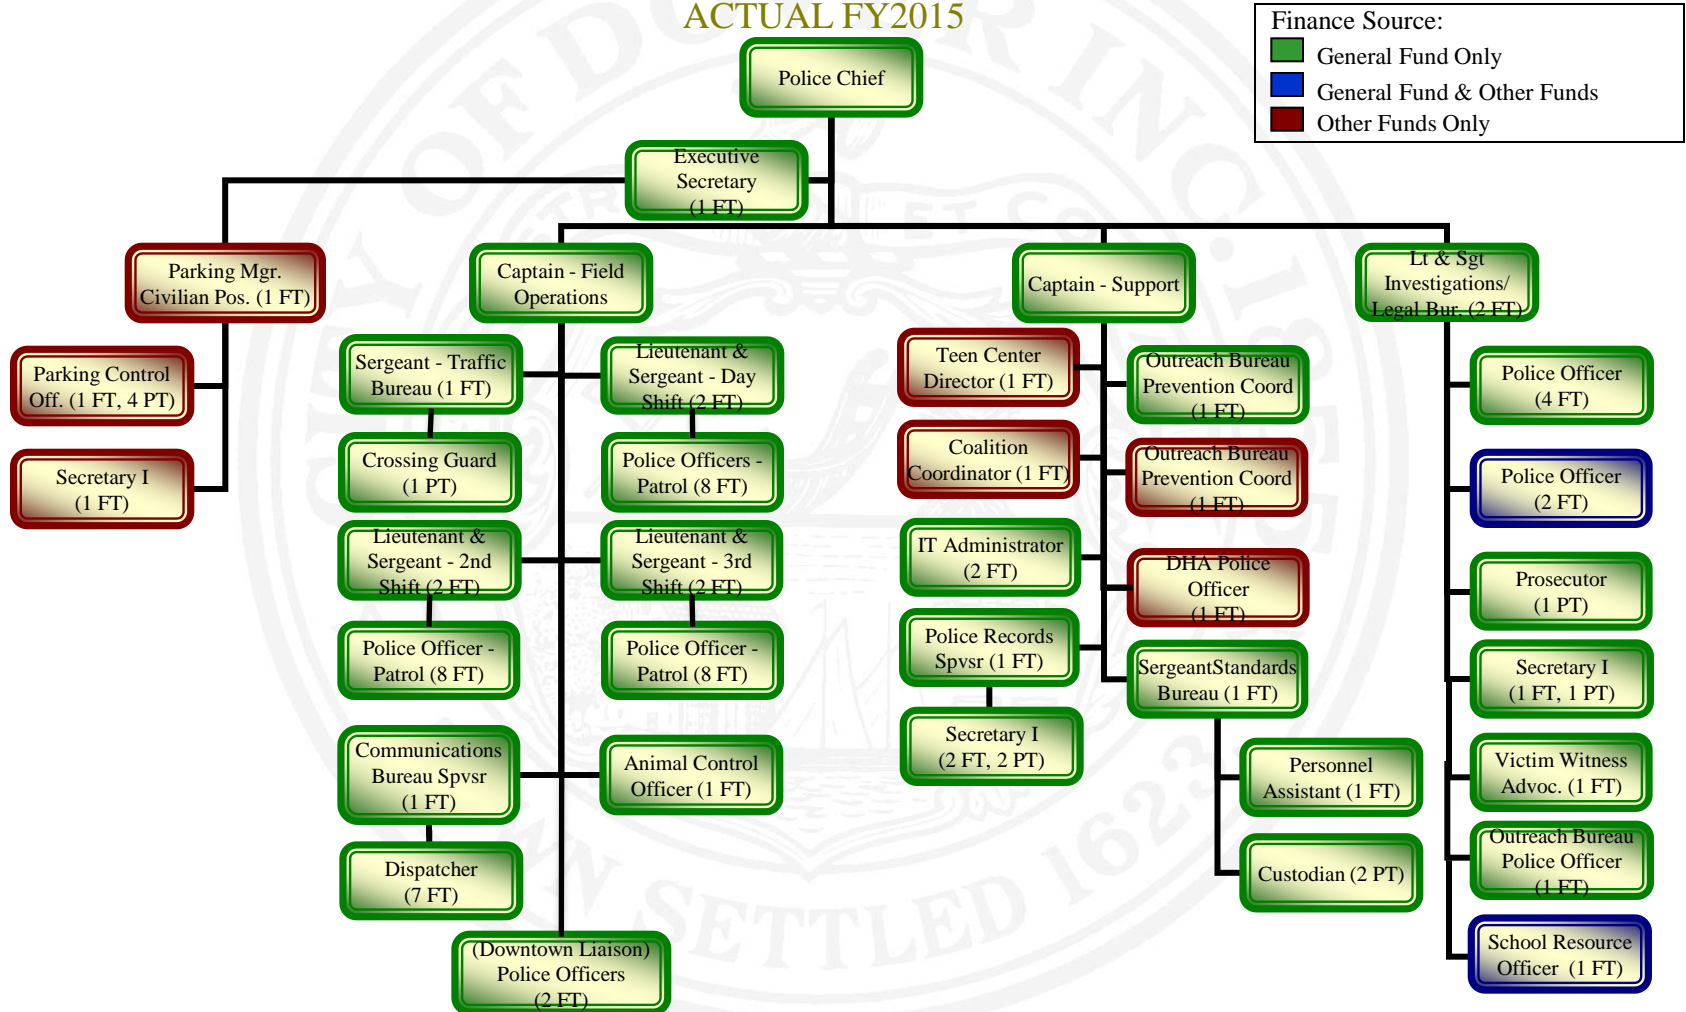 ACTUAL FY2015
Finance Source:
General Fund Only
General Fund & Other Funds
Other Funds Only
Police Chief
Executive
Secretary
(1 FT)
Parking Mgr.
Civilian Pos. (1 FT)
Captain - Field
Operations
Captain - Support
Lt & Sgt
Investigations/
Legal Bur. (2 FT)
Parking Control
Off. (1 FT, 4 PT)
Secretary I
(1 FT)
Sergeant - Traffic
Bureau (1 FT)
Lieutenant &
Sergeant - Day
Shift (2 FT)
Crossing Guard
(1 PT)
Police Officers -
Patrol (8 FT)
Lieutenant &
Sergeant - 2nd
Shift (2 FT)
Lieutenant &
Sergeant - 3rd
Shift (2 FT)
Police Officer -
Patrol (8 FT)
Police Officer -
Patrol (8 FT)
Communications
Bureau Spvsr
(1 FT)
Animal Control
Officer (1 FT)
Dispatcher
(7 FT)
(Downtown Liaison)
Police Officers
(2 FT)
Teen Center
Director (1 FT)
Outreach Bureau
Prevention Coord
(1 FT)
Coalition
Coordinator (1 FT)
Outreach Bureau
Prevention Coord
(1 FT)
IT Administrator
(2 FT)
DHA Police
Officer
(1 FT)
Police Records
Spvsr (1 FT)
SergeantStandards
Bureau (1 FT)
Secretary I
(2 FT, 2 PT)
Personnel
Assistant (1 FT)
Custodian (2 PT)
Police Officer
(4 FT)
Police Officer
(2 FT)
Prosecutor
(1 PT)
Secretary I
(1 FT, 1 PT)
Victim Witness
Advoc. (1 FT)
Outreach Bureau
Police Officer
(1 FT)
School Resource
Officer (1 FT)